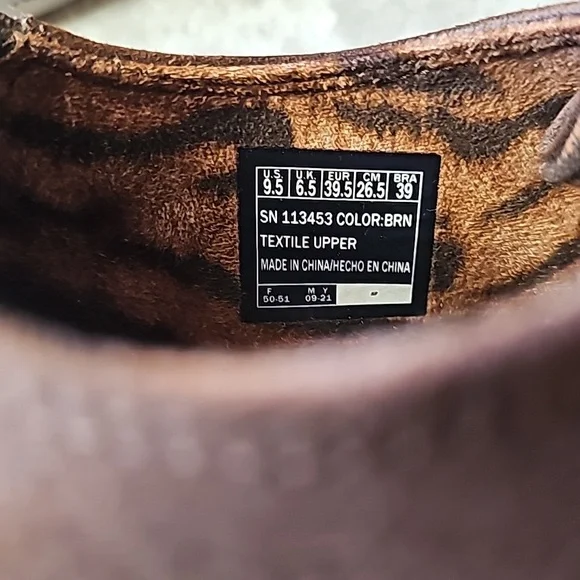 U.S. U.K. EUR CM BRA
9.5 6.5 39.5 26.5 39
SN 113453 COLOR:BRN
TEXTILE UPPER
MADE IN CHINA/HECHO EN CHINA
F M Y
50-51 09-21